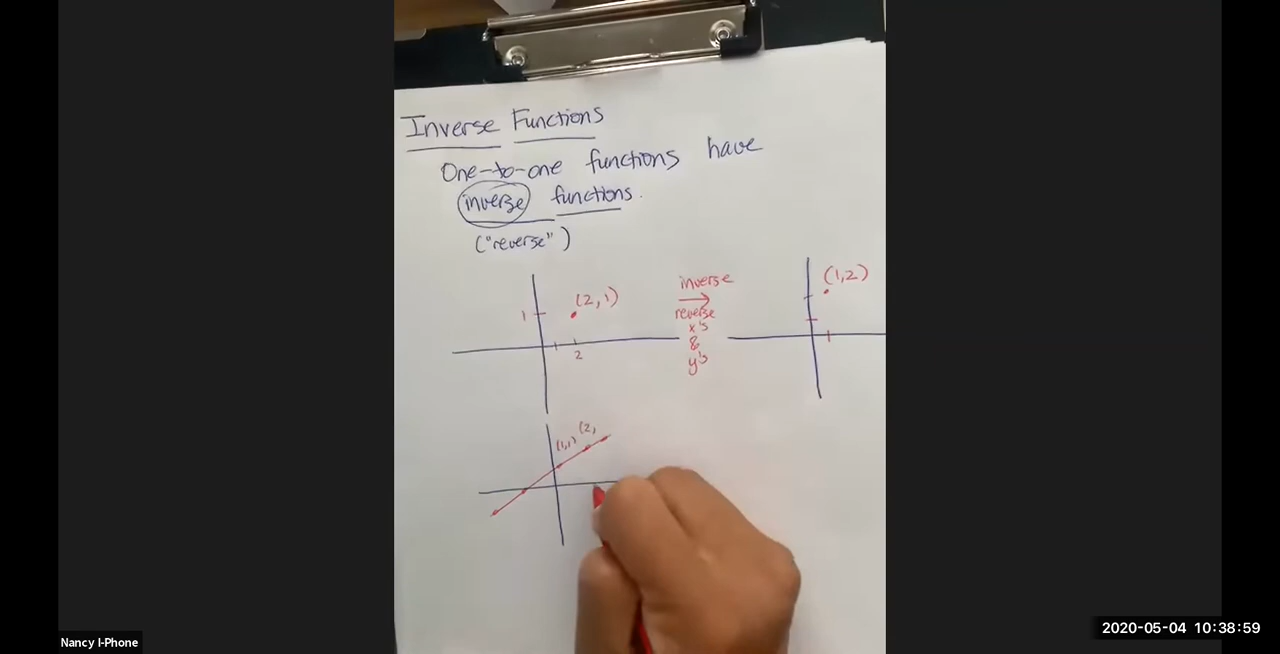 Inverse Functions
One-to-one functions have
inverse functions.
("reverse")
(2,1)
1
2
inverse
reverse
x's
&
y's
(1,2)
(1,1) (2,
Nancy I-Phone
2020-05-04 10:38:59